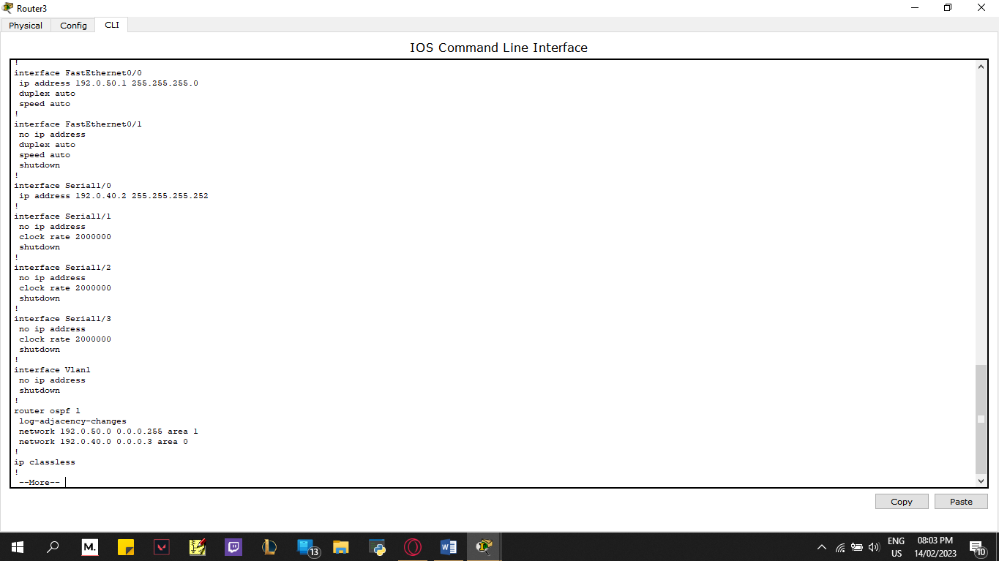 Router3
Physical Config CLI
IOS Command Line Interface
!
interface FastEthernet0/0
 ip address 192.0.50.1 255.255.255.0
 duplex auto
 speed auto
!
interface FastEthernet0/1
 no ip address
 duplex auto
 speed auto
 shutdown
!
interface Serial1/0
 ip address 192.0.40.2 255.255.255.252
!
interface Serial1/1
 no ip address
 clock rate 2000000
 shutdown
!
interface Serial1/2
 no ip address
 clock rate 2000000
 shutdown
!
interface Serial1/3
 no ip address
 clock rate 2000000
 shutdown
!
interface Vlan1
 no ip address
 shutdown
!
router ospf 1
 log-adjacency-changes
 network 192.0.50.0 0.0.0.255 area 1
 network 192.0.40.0 0.0.0.3 area 0
!
ip classless
!
 --More--
Copy Paste
M. 13 W ENG 08:03 PM
US 14/02/2023 10